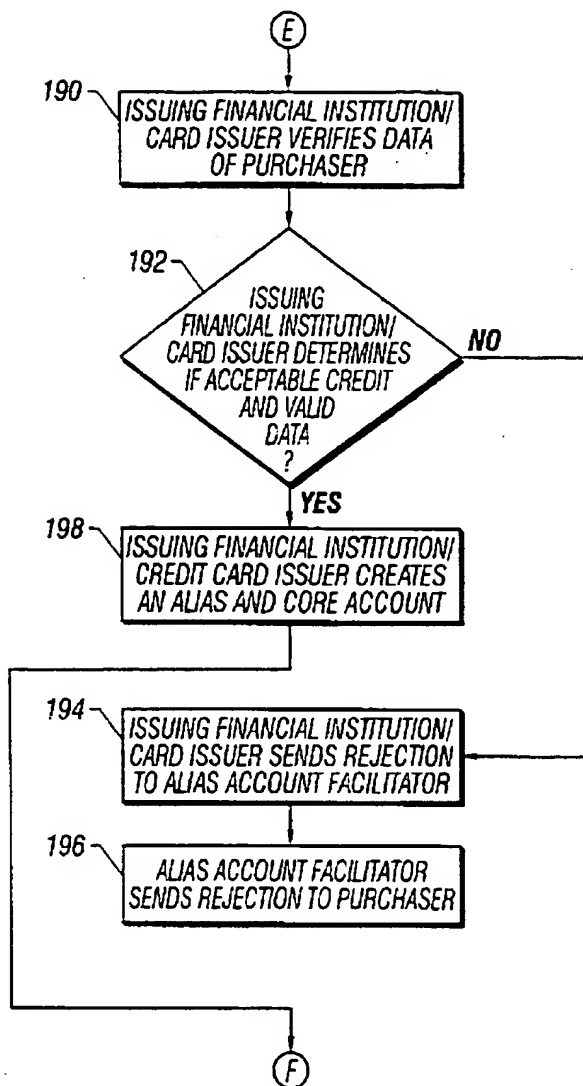 E
190
ISSUING FINANCIAL INSTITUTION/
CARD ISSUER VERIFIES DATA
OF PURCHASER
192
ISSUING
FINANCIAL INSTITUTION/
CARD ISSUER DETERMINES
IF ACCEPTABLE CREDIT
AND VALID
DATA
?
NO
YES
198
ISSUING FINANCIAL INSTITUTION/
CREDIT CARD ISSUER CREATES
AN ALIAS AND CORE ACCOUNT
194
ISSUING FINANCIAL INSTITUTION/
CARD ISSUER SENDS REJECTION
TO ALIAS ACCOUNT FACILITATOR
196
ALIAS ACCOUNT FACILITATOR
SENDS REJECTION TO PURCHASER
F